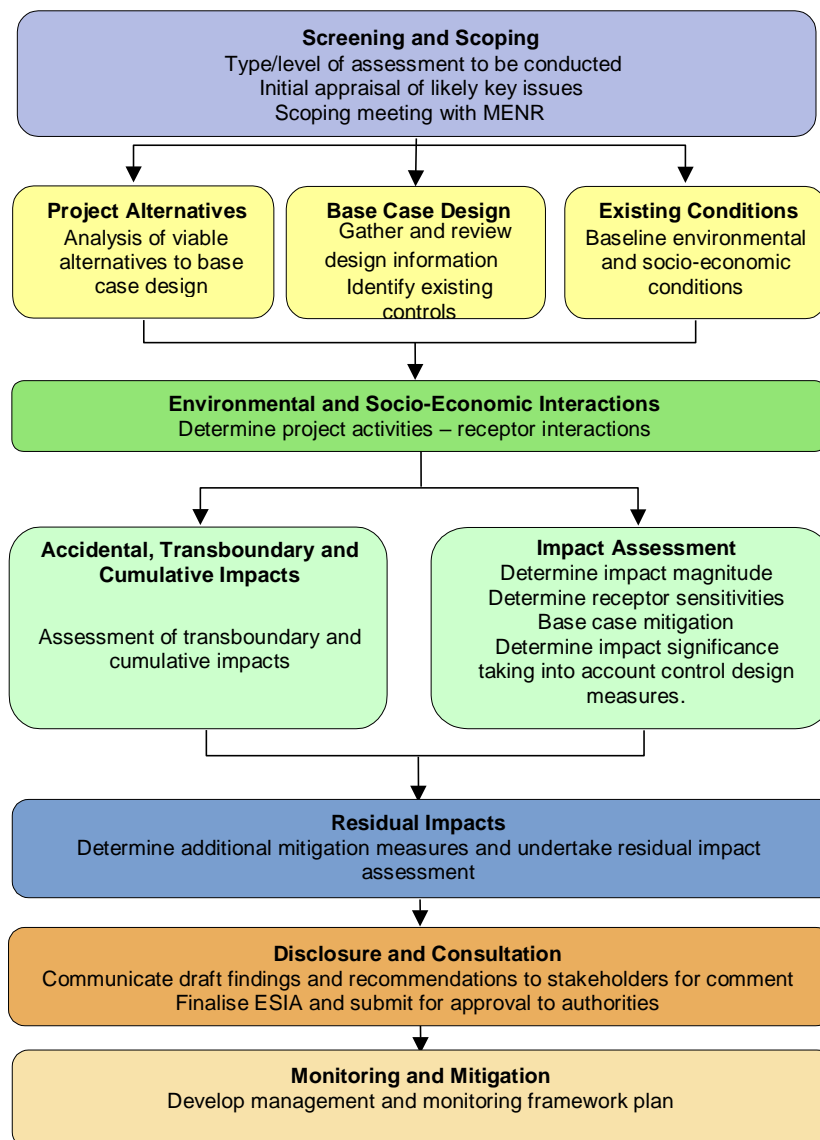 Screening and Scoping
Type/level of assessment to be conducted
Initial appraisal of likely key issues
Scoping meeting with MENR
Project Alternatives
Analysis of viable
alternatives to base
case design
Base Case Design
Gather and review
design information
Identify existing
controls
Existing Conditions
Baseline environmental
and socio-economic
conditions
Environmental and Socio-Economic Interactions
Determine project activities – receptor interactions
Accidental, Transboundary and
Cumulative Impacts
Assessment of transboundary and
cumulative impacts
Impact Assessment
Determine impact magnitude
Determine receptor sensitivities
Base case mitigation
Determine impact significance
taking into account control design
measures.
Residual Impacts
Determine additional mitigation measures and undertake residual impact
assessment
Disclosure and Consultation
Communicate draft findings and recommendations to stakeholders for comment
Finalise ESIA and submit for approval to authorities
Monitoring and Mitigation
Develop management and monitoring framework plan